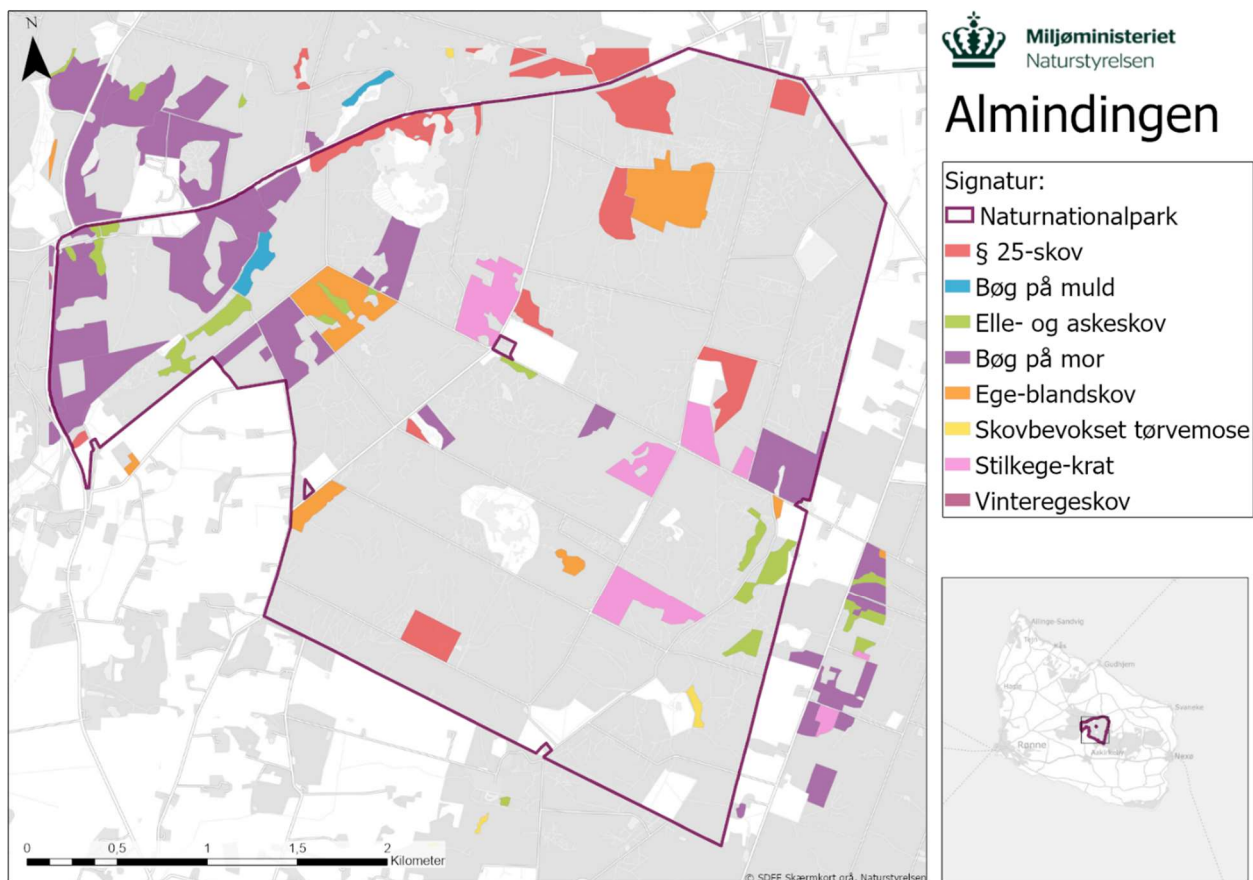 N
Miljøministeriet
Naturstyrelsen
Almindingen
Signatur:
Naturnationalpark
§ 25-skov
Bøg på muld
Elle- og askeskov
Bøg på mor
Ege-blandskov
Skovbevokset tørvemose
Stilkege-krat
Vinteregeskov
0 0,5 1 1,5 2
Kilometer
© SDFE Skærmkort grå, Naturstyrelsen
Allinge-Sandvig
Gudhjem
Svaneke
Rønne
Nexø